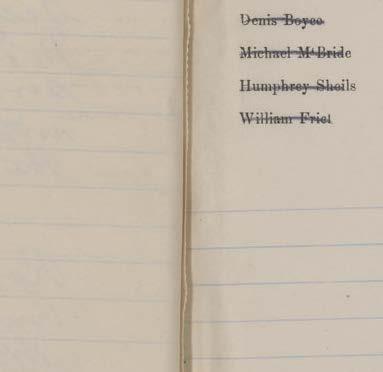 Denis Boyce
Michael McBride
Humphrey Sheils
William Friel